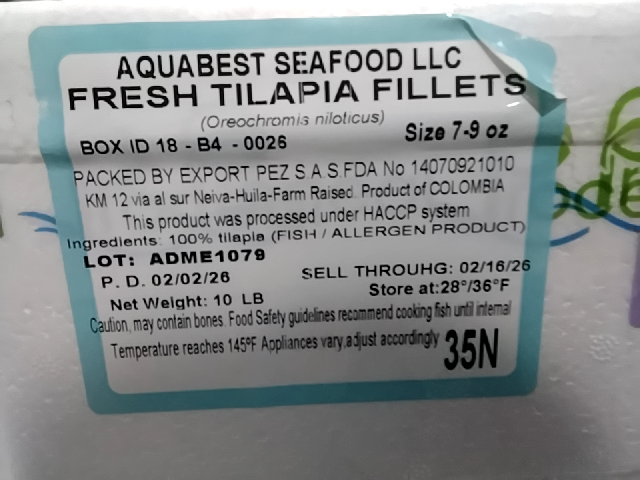 AQUABEST SEAFOOD LLC
FRESH TILAPIA FILLETS
(Oreochromis niloticus)
BOX ID 18 - B4 - 0026 Size 7-9 oz
PACKED BY EXPORT PEZ S.A.S.FDA No 14070921010
KM 12 via al sur Neiva-Huila-Farm Raised. Product of COLOMBIA
This product was processed under HACCP system
Ingredients: 100% tilapia (FISH / ALLERGEN PRODUCT)
LOT: ADME1079
P. D. 02/02/26 SELL THROUHG: 02/16/26
Net Weight: 10 LB Store at:28°/36°F
Caution, may contain bones. Food Safety guidelines recommend cooking fish until internal
Temperature reaches 145ºF Appliances vary,adjust accordingly 35N